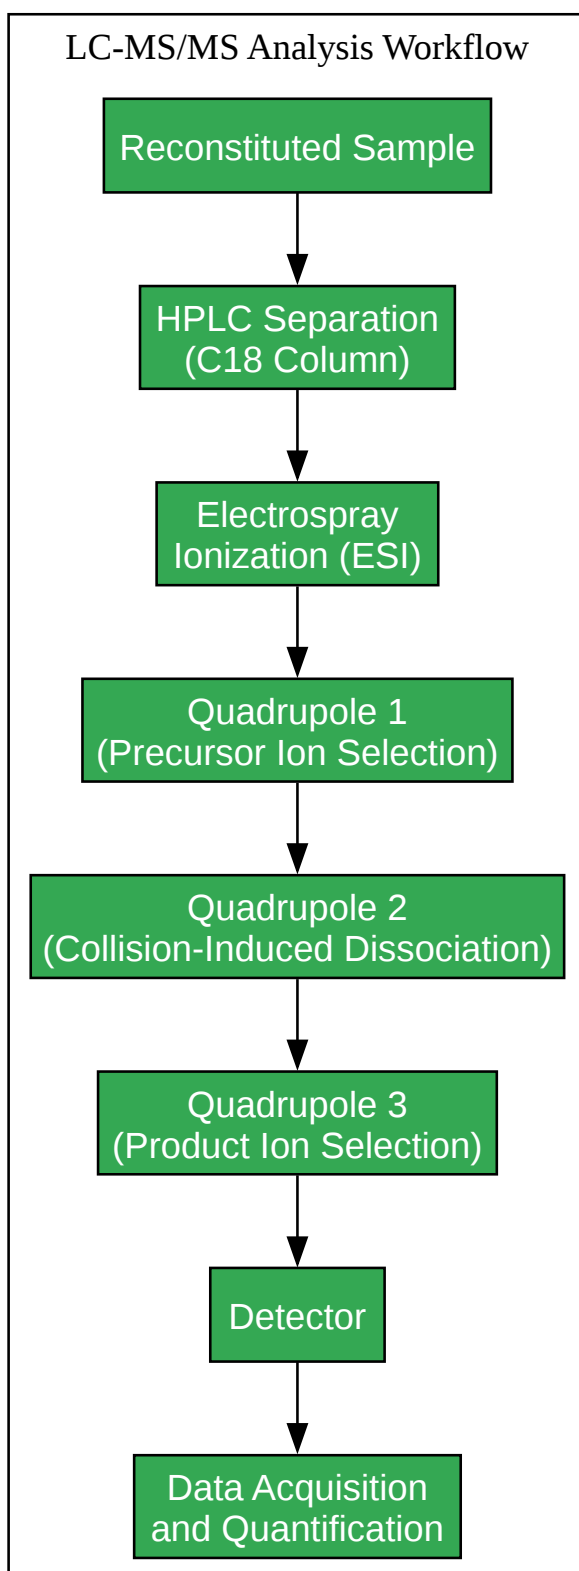 LC-MS/MS Analysis Workflow
Reconstituted Sample
HPLC Separation
(C18 Column)
Electrospray
Ionization (ESI)
Quadrupole 1
(Precursor Ion Selection)
Quadrupole 2
(Collision-Induced Dissociation)
Quadrupole 3
(Product Ion Selection)
Detector
Data Acquisition
and Quantification